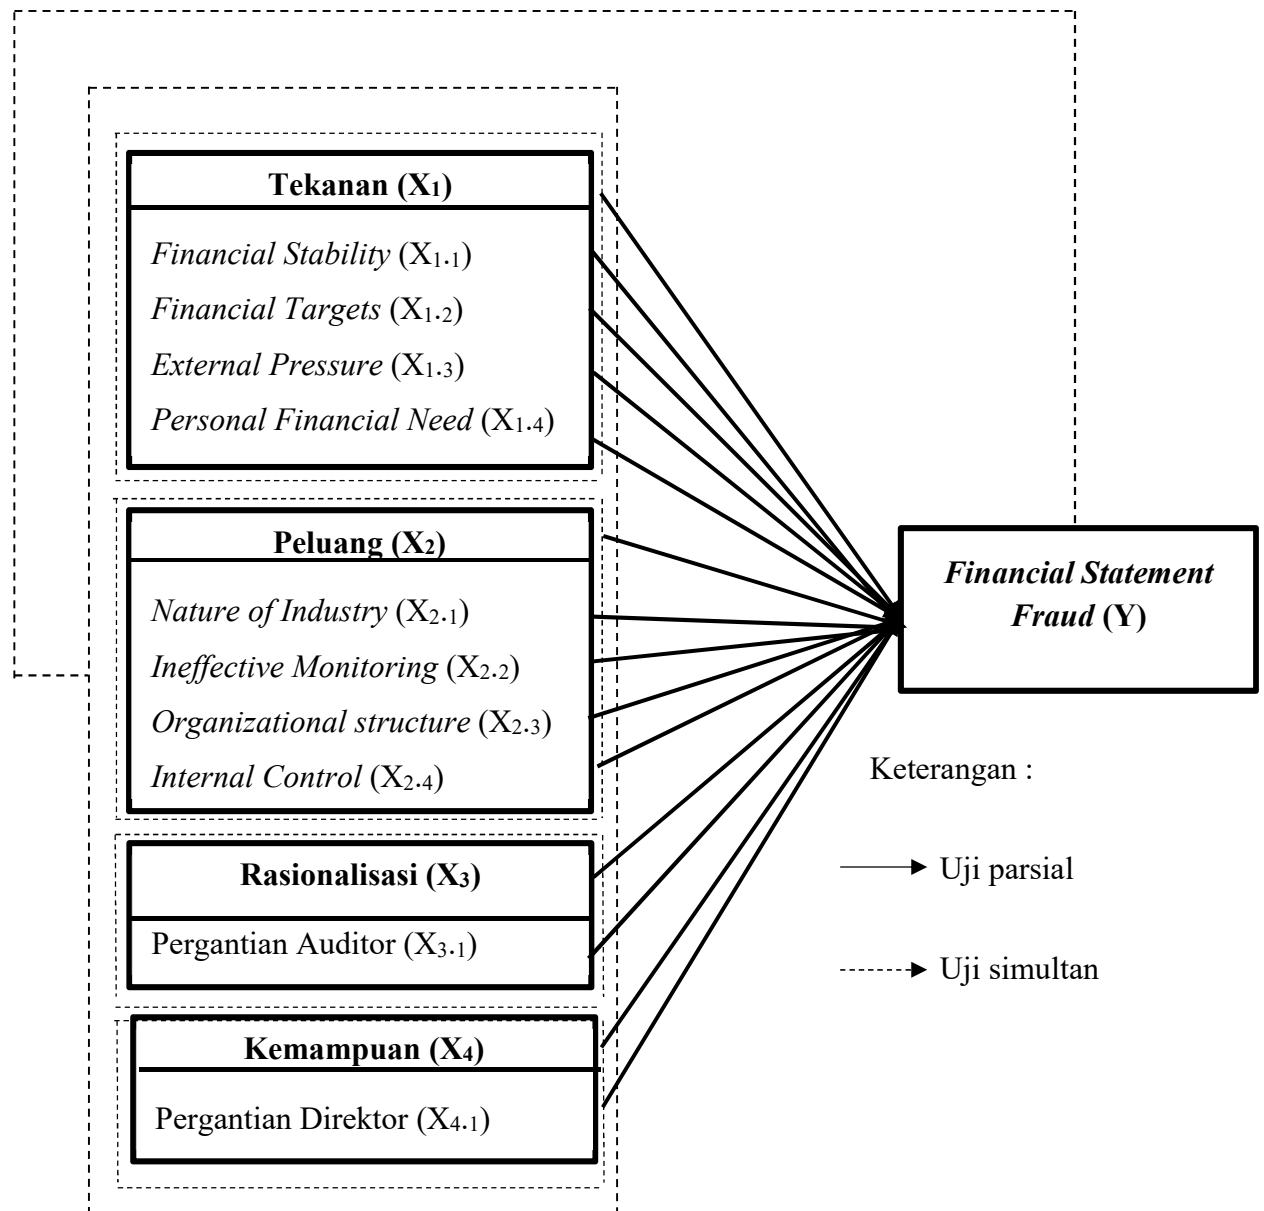 Tekanan (X1)
Financial Stability (X1.1)
Financial Targets (X1.2)
External Pressure (X1.3)
Personal Financial Need (X1.4)
Peluang (X2)
Nature of Industry (X2.1)
Ineffective Monitoring (X2.2)
Organizational structure (X2.3)
Internal Control (X2.4)
Rasionalisasi (X3)
Pergantian Auditor (X3.1)
Kemampuan (X4)
Pergantian Direktor (X4.1)
Financial Statement
Fraud (Y)
Keterangan :
Uji parsial
Uji simultan